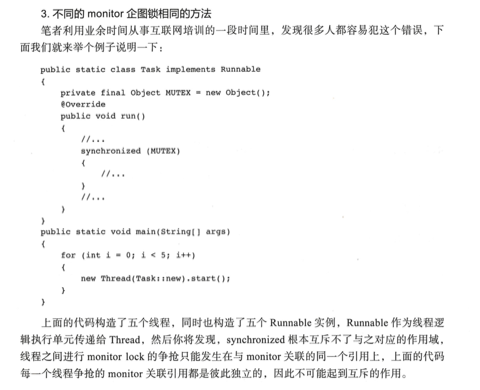 3. 不同的 monitor 企图锁相同的方法
笔者利用业余时间从事互联网培训的一段时间里，发现很多人都容易犯这个错误，下
面我们就来举个例子说明一下：
public static class Task implements Runnable
{
private final Object MUTEX = new Object();
@Override
public void run()
{
//...
synchronized (MUTEX)
{
//...
}
//...
}
}
public static void main(String[] args)
{
for (int i = 0; i < 5; i++)
{
new Thread(Task::new).start();
}
}
上面的代码构造了五个线程，同时也构造了五个 Runnable 实例，Runnable 作为线程逻
辑执行单元传递给 Thread，然后你将发现，synchronized 根本互斥不了与之对应的作用域，
线程之间进行 monitor lock 的争抢只能发生在与 monitor 关联的同一个引用上，上面的代码
每一个线程争抢的 monitor 关联引用都是彼此独立的，因此不可能起到互斥的作用。